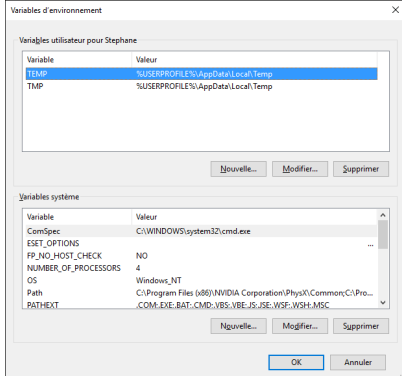 Variables d'environnement
Variables utilisateur pour Stephane
Variable Valeur
TEMP %USERPROFILE%\AppData\Local\Temp
TMP %USERPROFILE%\AppData\Local\Temp
Nouvelle... Modifier... Supprimer
Variables système
Variable Valeur
ComSpec C:\WINDOWS\system32\cmd.exe
ESET_OPTIONS ...
FP_NO_HOST_CHECK NO
NUMBER_OF_PROCESSORS 4
OS Windows_NT
Path C:\Program Files (x86)\NVIDIA Corporation\PhysX\Common;C:\Pro...
PATHEXT .COM;.EXE;.BAT;.CMD;.VBS;.VBE;.JS;.JSE;.WSF;.WSH;.MSC
Nouvelle... Modifier... Supprimer
OK Annuler